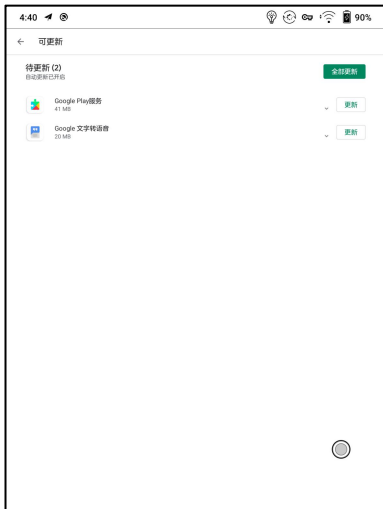 4:40
90%
可更新
待更新 (2)
自动更新已开启
全部更新
Google Play服务
41 MB
更新
Google 文字转语音
20 MB
更新